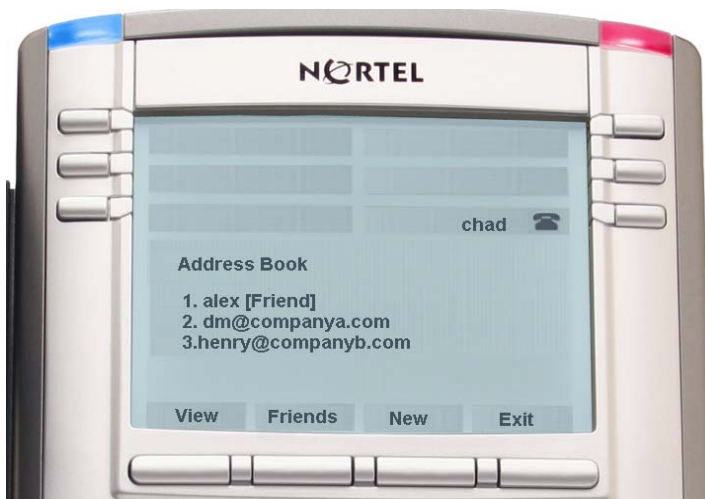 NORTEL
chad
Address Book
1. alex [Friend]
2. dm@companya.com
3.henry@companyb.com
View Friends New Exit